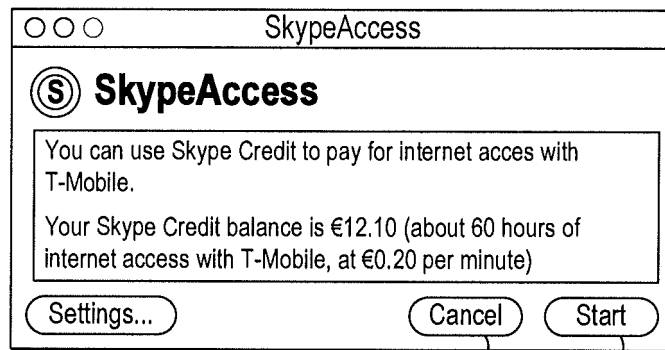 SkypeAccess
S SkypeAccess
You can use Skype Credit to pay for internet acces with
T-Mobile.
Your Skype Credit balance is €12.10 (about 60 hours of
internet access with T-Mobile, at €0.20 per minute)
Settings... Cancel Start